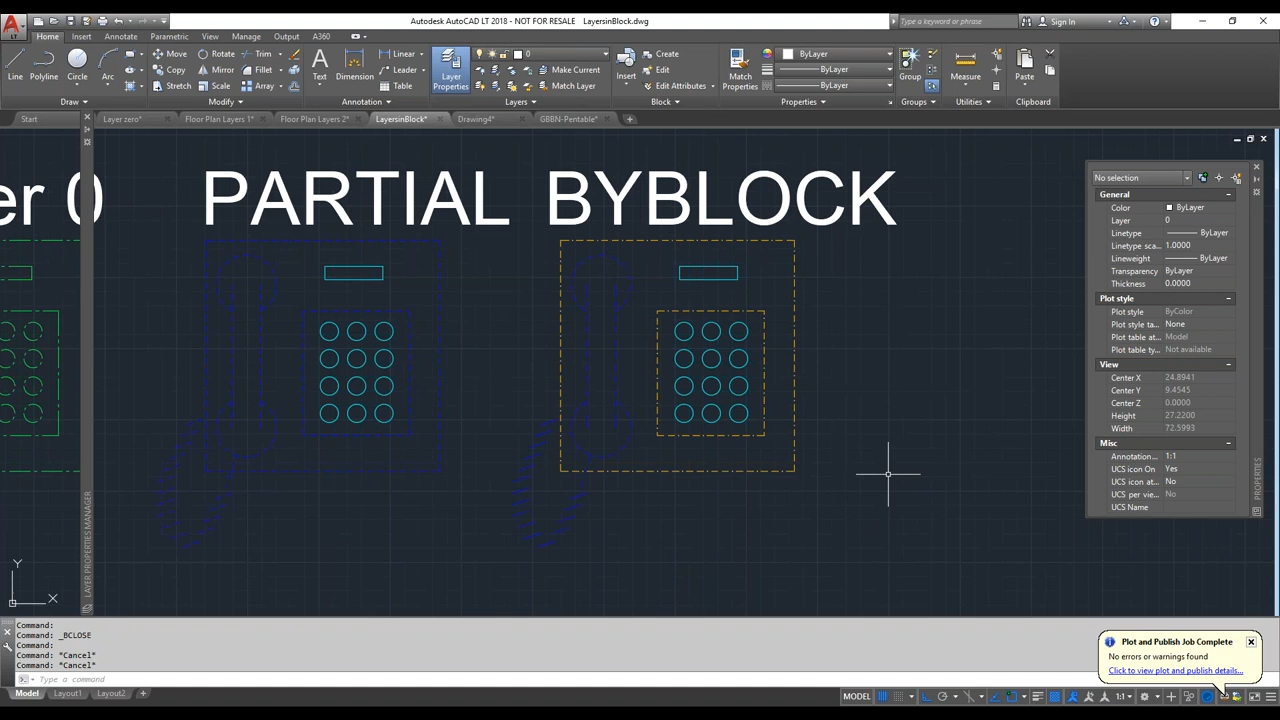 Autodesk AutoCAD LT 2018 - NOT FOR RESALE LayersinBlock.dwg
Type a keyword or phrase
Sign In
LT
Home Insert Annotate Parametric View Manage Output A360
Line Polyline Circle Arc
Move Rotate Trim
Copy Mirror Fillet
Stretch Scale Array
Text Dimension
Linear
Leader
Table
Layer Properties
0
Make Current
Match Layer
Insert
Create
Edit
Edit Attributes
Match Properties
ByLayer
ByLayer
ByLayer
Group
Measure
Paste
Draw Modify Annotation Layers Block Properties Groups Utilities Clipboard
Start Layer zero* Floor Plan Layers 1* Floor Plan Layers 2* LayersinBlock* Drawing4* GBBN-Pentable*
er 0 PARTIAL BYBLOCK
No selection
General
Color ByLayer
Layer 0
Linetype ByLayer
Linetype sca... 1.0000
Lineweight ByLayer
Transparency ByLayer
Thickness 0.0000
Plot style
Plot style ByColor
Plot style ta... None
Plot table at... Model
Plot table ty... Not available
View
Center X 24.8941
Center Y 9.4545
Center Z 0.0000
Height 27.2200
Width 72.5993
Misc
Annotation... 1:1
UCS icon On Yes
UCS icon at... No
UCS per vie... No
UCS Name
PROPERTIES
LAYER PROPERTIES MANAGER
Y
X
Command:
Command: _BCLOSE
Command:
Command: *Cancel*
Command: *Cancel*
Type a command
Plot and Publish Job Complete
No errors or warnings found
Click to view plot and publish details...
Model Layout1 Layout2
MODEL
1:1